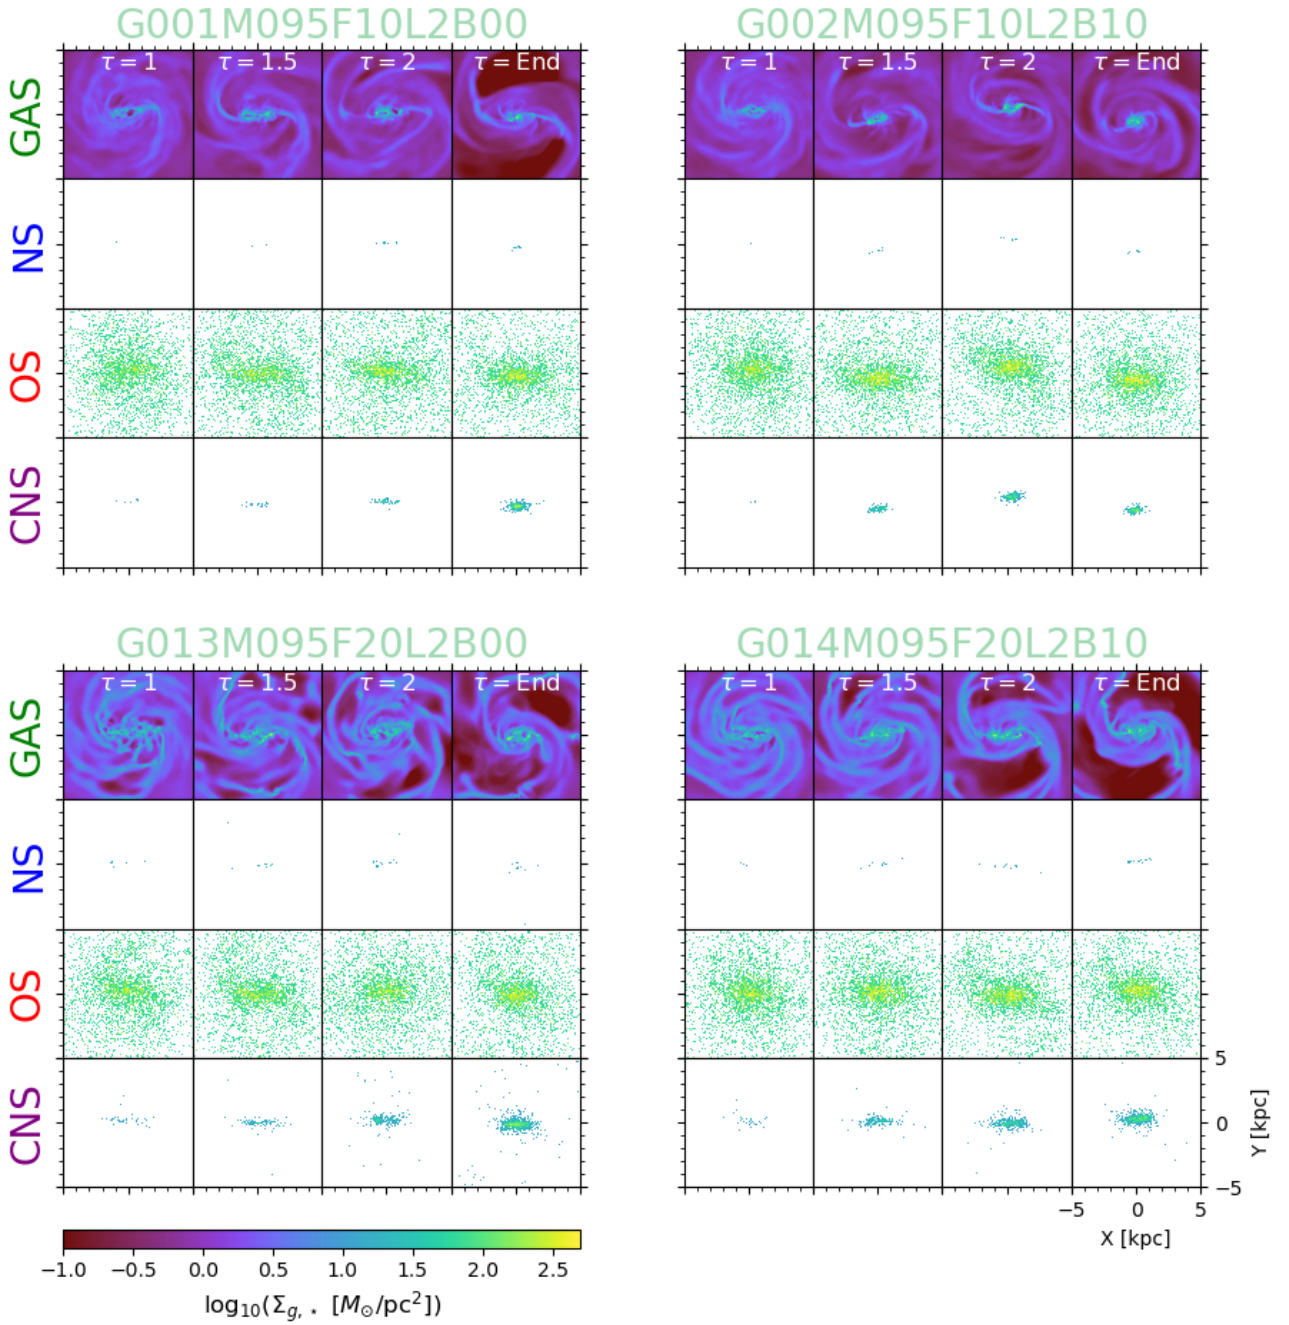 G001M095F10L2B00
G002M095F10L2B10
GAS
τ = 1
τ = 1.5
τ = 2
τ = End
τ = 1
τ = 1.5
τ = 2
τ = End
NS
OS
CNS
G013M095F20L2B00
G014M095F20L2B10
GAS
τ = 1
τ = 1.5
τ = 2
τ = End
τ = 1
τ = 1.5
τ = 2
τ = End
NS
OS
CNS
5
0
−5
Y [kpc]
−5 0 5
X [kpc]
−1.0 −0.5 0.0 0.5 1.0 1.5 2.0 2.5
log₁₀(Σg, ⋆ [M⊙/pc²])